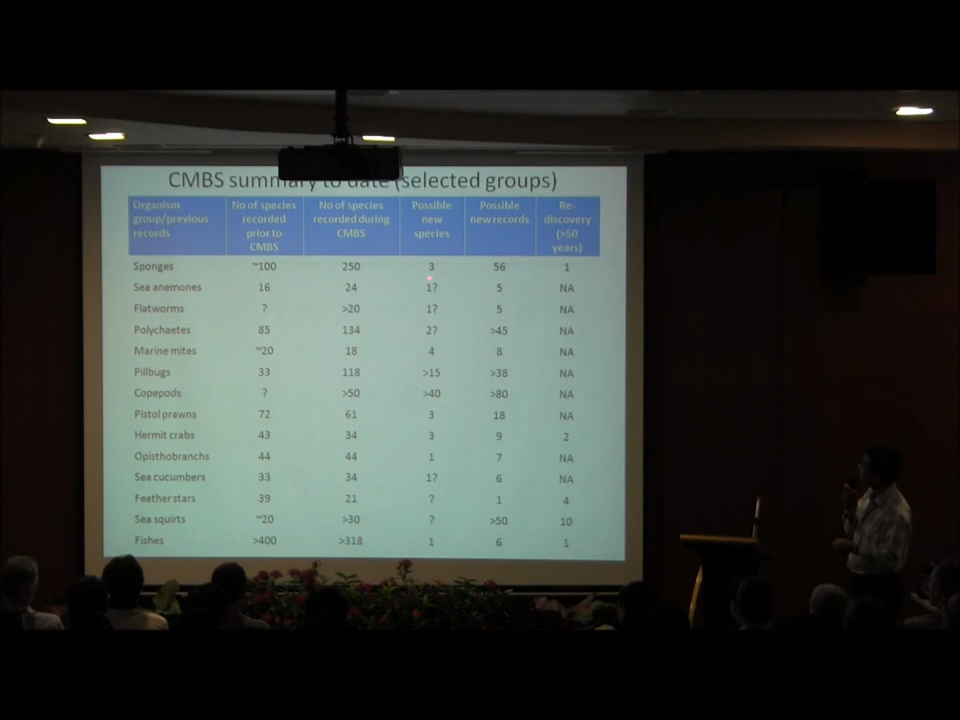 CMBS summary to date (selected groups)
Organism group/previous records | No of species recorded prior to CMBS | No of species recorded during CMBS | Possible new species | Possible new records | Re-discovery (>50 years)
Sponges | ~100 | 250 | 3 | 56 | 1
Sea anemones | 16 | 24 | 1? | 5 | NA
Flatworms | ? | >20 | 1? | 5 | NA
Polychaetes | 85 | 134 | 2? | >45 | NA
Marine mites | ~20 | 18 | 4 | 8 | NA
Pillbugs | 33 | 118 | >15 | >38 | NA
Copepods | ? | >50 | >40 | >80 | NA
Pistol prawns | 72 | 61 | 3 | 18 | NA
Hermit crabs | 43 | 34 | 3 | 9 | 2
Opisthobranchs | 44 | 44 | 1 | 7 | NA
Sea cucumbers | 33 | 34 | 1? | 6 | NA
Feather stars | 39 | 21 | ? | 1 | 4
Sea squirts | ~20 | >30 | ? | >50 | 10
Fishes | >400 | >318 | 1 | 6 | 1